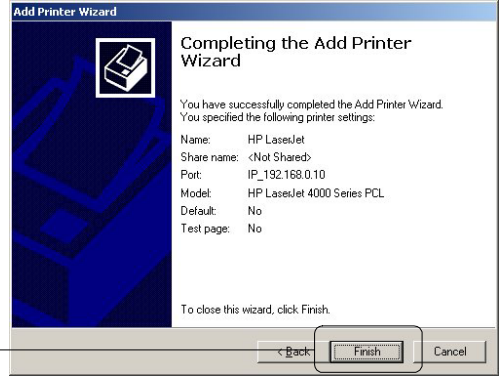 Add Printer Wizard
Completing the Add Printer
Wizard
You have successfully completed the Add Printer Wizard.
You specified the following printer settings:
Name: HP LaserJet
Share name: <Not Shared>
Port: IP_192.168.0.10
Model: HP LaserJet 4000 Series PCL
Default: No
Test page: No
To close this wizard, click Finish.
< Back Finish Cancel